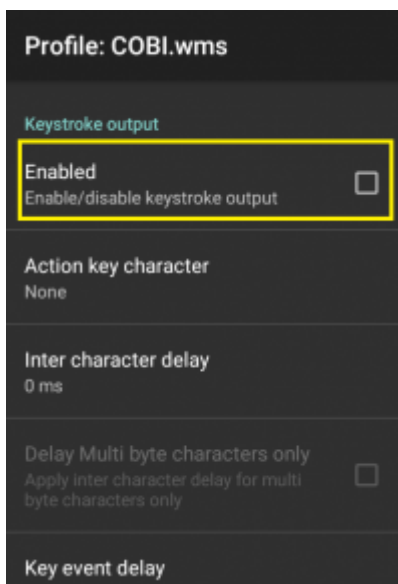 Profile: COBI.wms
Keystroke output
Enabled
Enable/disable keystroke output
Action key character
None
Inter character delay
0 ms
Delay Multi byte characters only
Apply inter character delay for multi
byte characters only
Key event delay